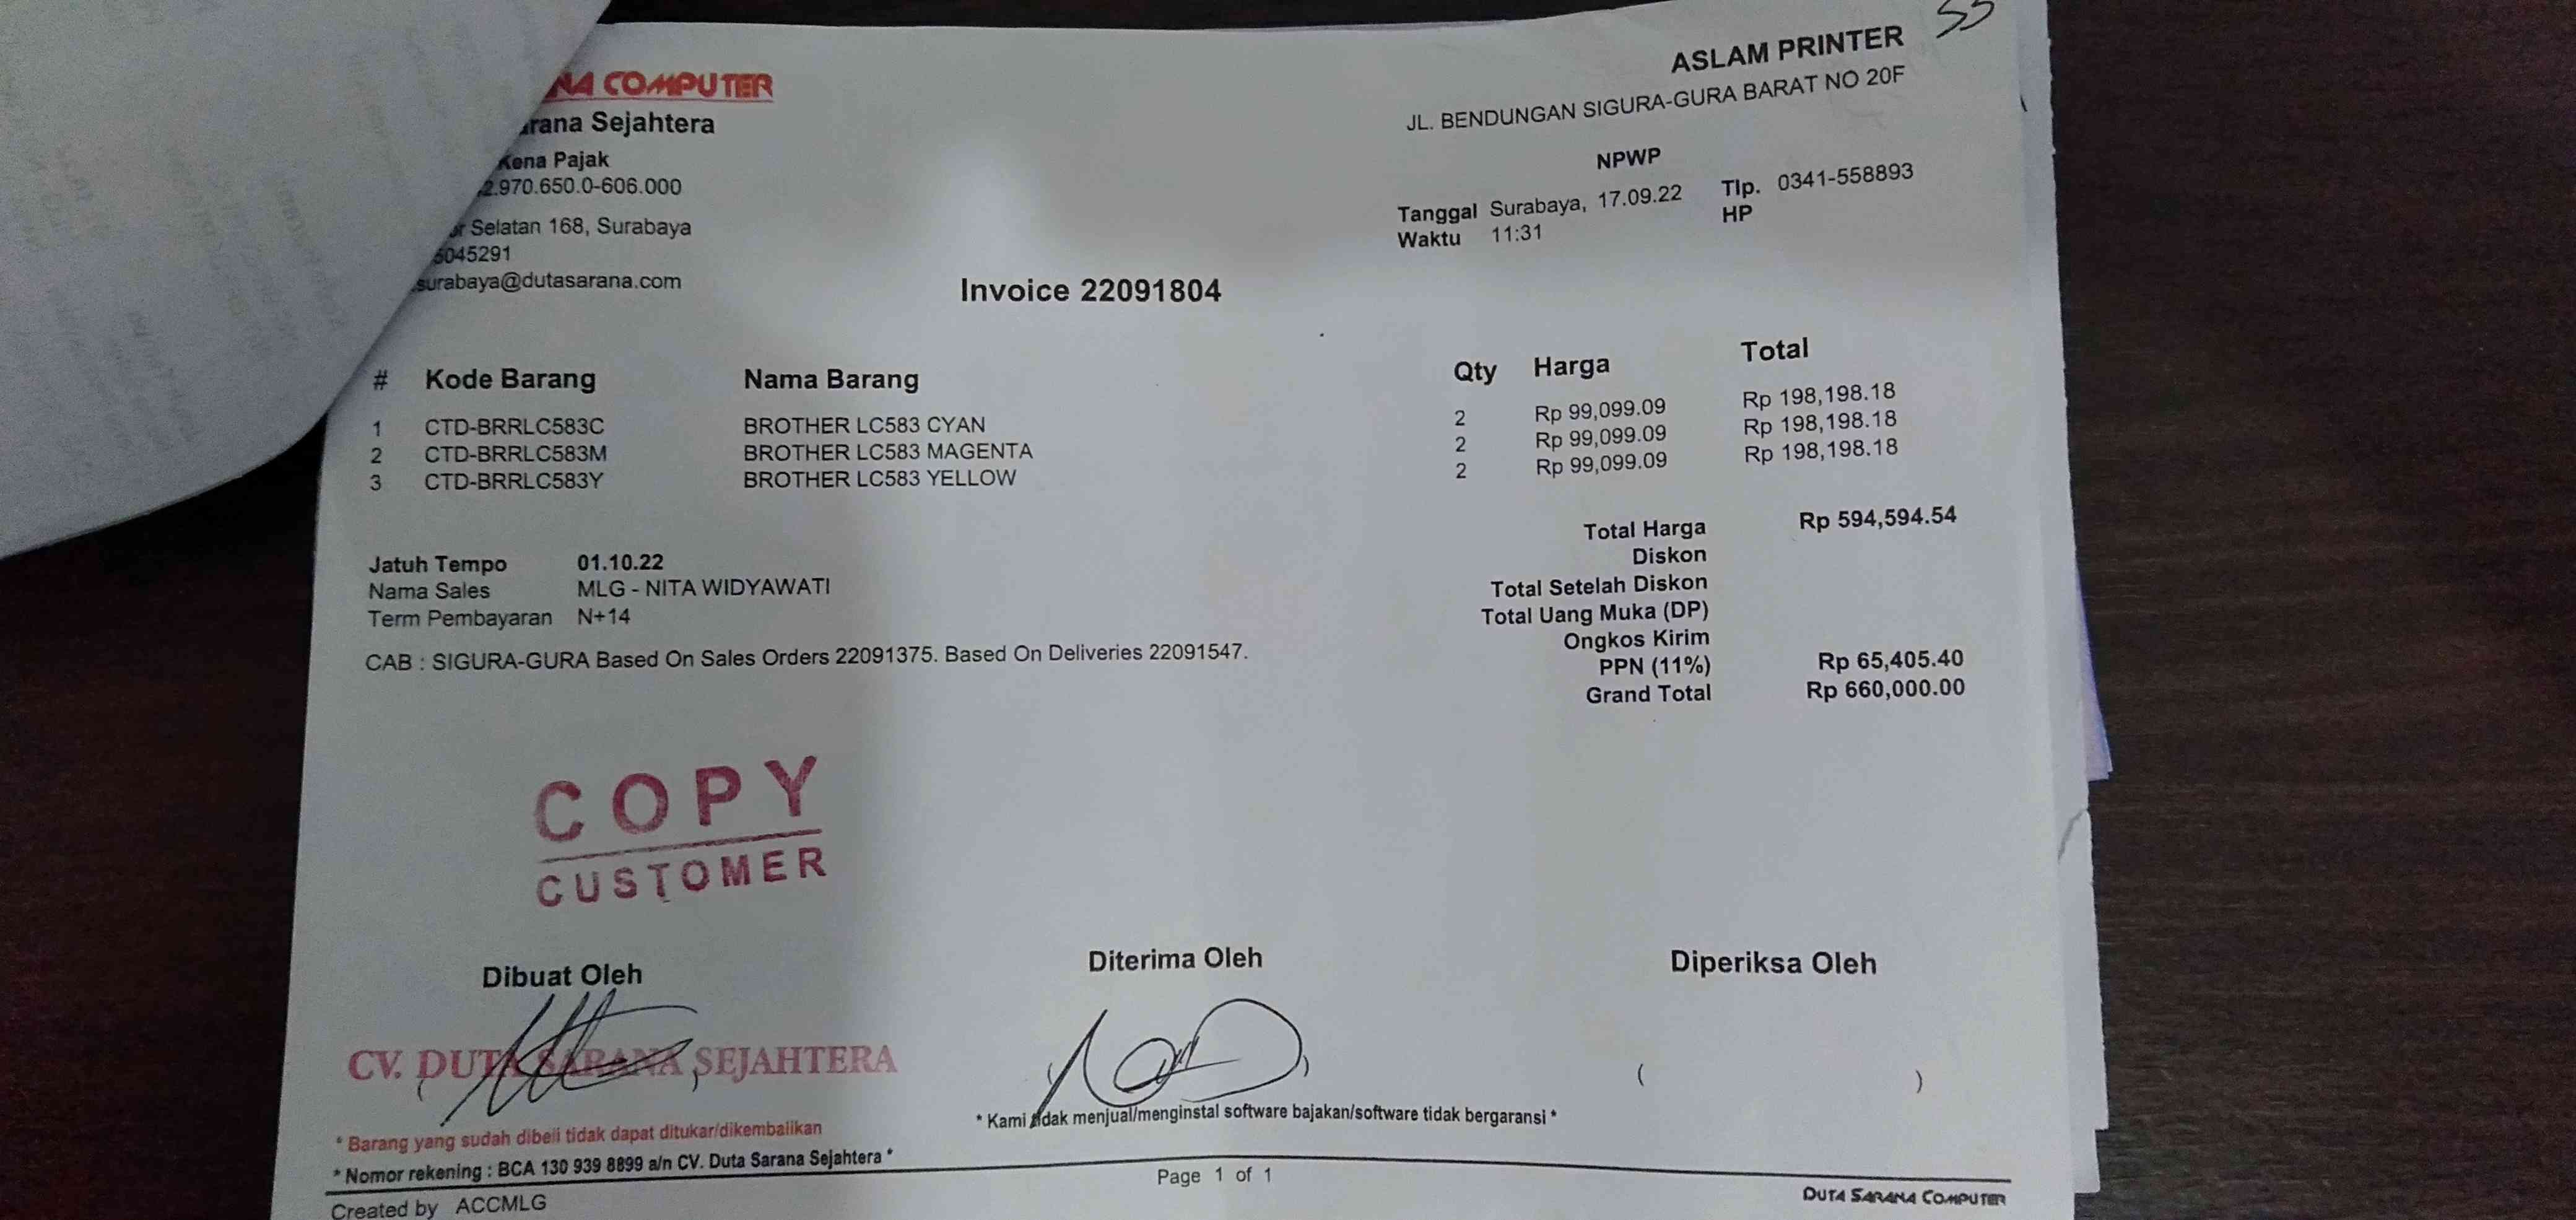 COMPUTER
Sejahtera
Kena Pajak
2.970.650.0-606.000
Selatan 168, Surabaya
5045291
surabaya@dutasarana.com
55
ASLAM PRINTER
JL. BENDUNGAN SIGURA-GURA BARAT NO 20F
NPWP
Tanggal Surabaya, 17.09.22 Tlp. 0341-558893
Waktu 11:31 HP
Invoice 22091804
# Kode Barang Nama Barang Qty Harga Total
1 CTD-BRRLC583C BROTHER LC583 CYAN 2 Rp 99,099.09 Rp 198,198.18
2 CTD-BRRLC583M BROTHER LC583 MAGENTA 2 Rp 99,099.09 Rp 198,198.18
3 CTD-BRRLC583Y BROTHER LC583 YELLOW 2 Rp 99,099.09 Rp 198,198.18
Jatuh Tempo 01.10.22
Nama Sales MLG - NITA WIDYAWATI
Term Pembayaran N+14
CAB : SIGURA-GURA Based On Sales Orders 22091375. Based On Deliveries 22091547.
Total Harga Rp 594,594.54
Diskon
Total Setelah Diskon
Total Uang Muka (DP)
Ongkos Kirim
PPN (11%) Rp 65,405.40
Grand Total Rp 660,000.00
COPY
CUSTOMER
Dibuat Oleh Diterima Oleh Diperiksa Oleh
CV. DUTA SARANA SEJAHTERA
( )
* Kami tidak menjual/menginstal software bajakan/software tidak bergaransi *
* Barang yang sudah dibeli tidak dapat ditukar/dikembalikan
* Nomor rekening : BCA 130 939 8899 a/n CV. Duta Sarana Sejahtera *
Page 1 of 1
Created by ACCMLG
DUTA SARANA COMPUTER